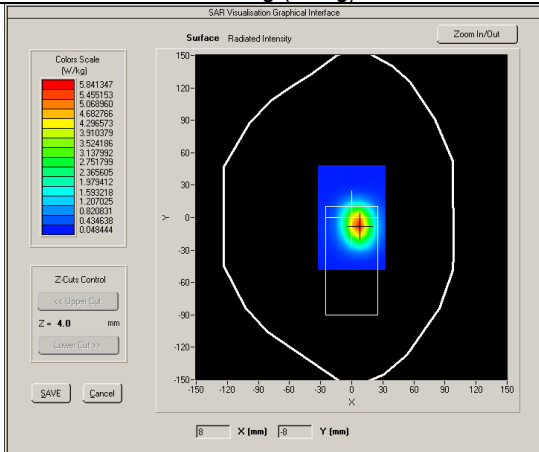 SAR Visualisation Graphical Interface
Surface Radiated Intensity
Zoom In/Out
Colors Scale
(W/kg)
5.841347
5.455153
5.068960
4.682766
4.296573
3.910379
3.524186
3.137992
2.751799
2.365605
1.979412
1.593218
1.207025
0.820831
0.434638
0.048444
150-
120-
90-
60-
30-
0-
-30-
-60-
-90-
-120-
-150-
Y
-150 -120 -90 -60 -30 0 30 60 90 120 150
X
Z-Cuts Control
<< Upper Cut
Z = 4.0 mm
Lower Cut >>
SAVE Cancel
8 X (mm) -8 Y (mm)